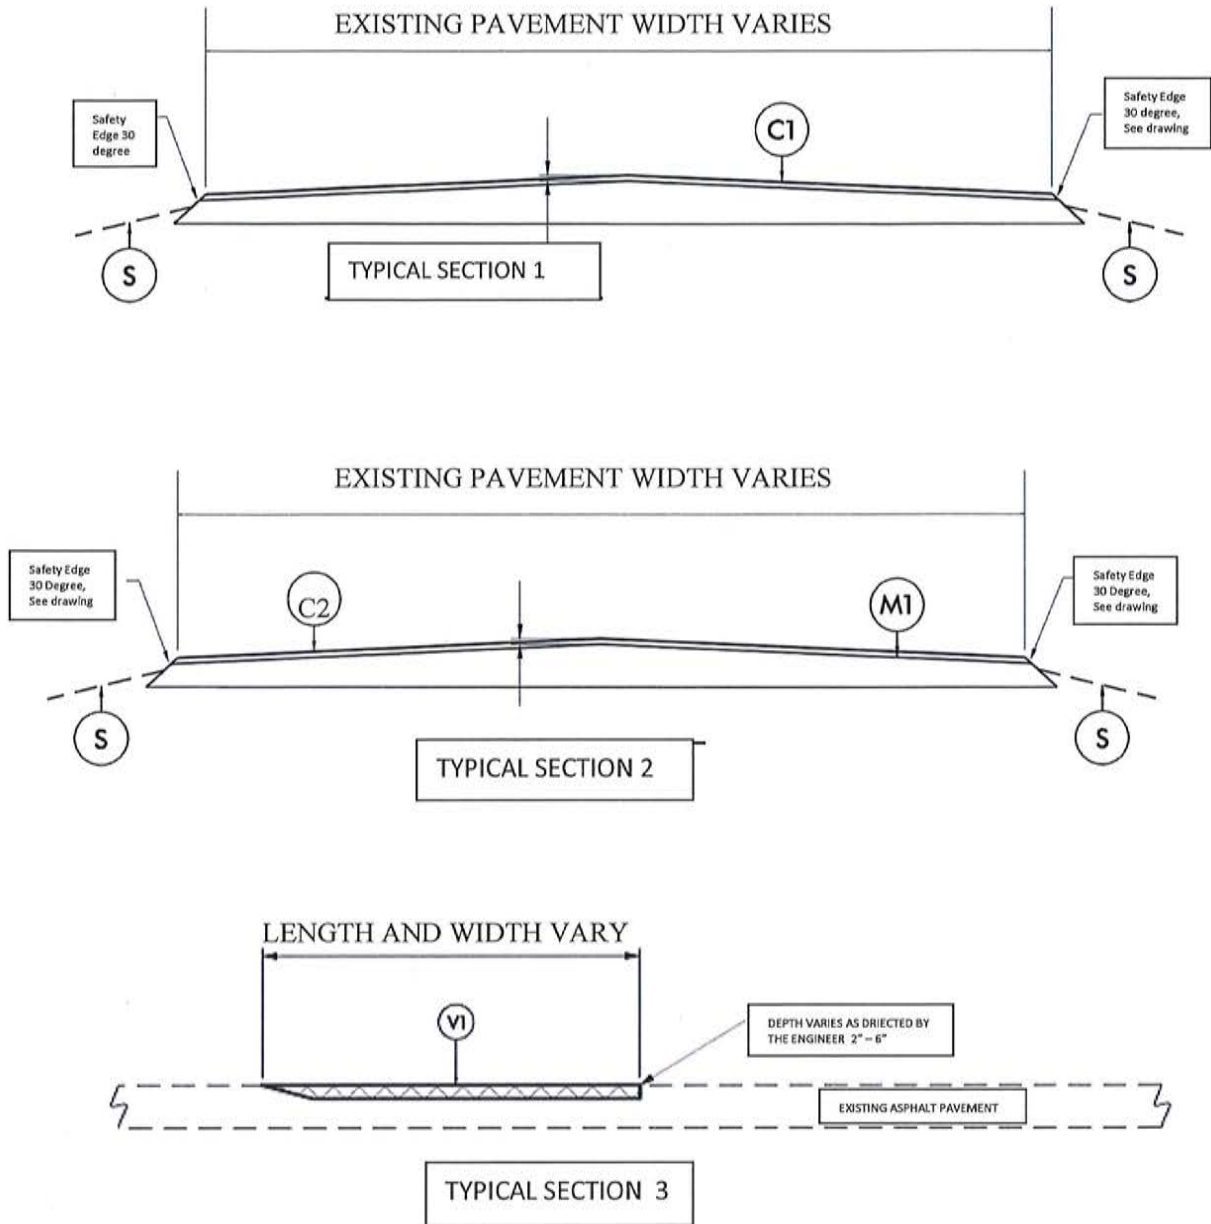 EXISTING PAVEMENT WIDTH VARIES
Safety
Edge 30
degree
C1
Safety Edge
30 degree,
See drawing
S
TYPICAL SECTION 1
S
EXISTING PAVEMENT WIDTH VARIES
Safety Edge
30 Degree,
See drawing
C2
M1
Safety Edge
30 Degree,
See drawing
S
TYPICAL SECTION 2
S
LENGTH AND WIDTH VARY
V1
DEPTH VARIES AS DRIECTED BY
THE ENGINEER 2" – 6"
EXISTING ASPHALT PAVEMENT
TYPICAL SECTION 3